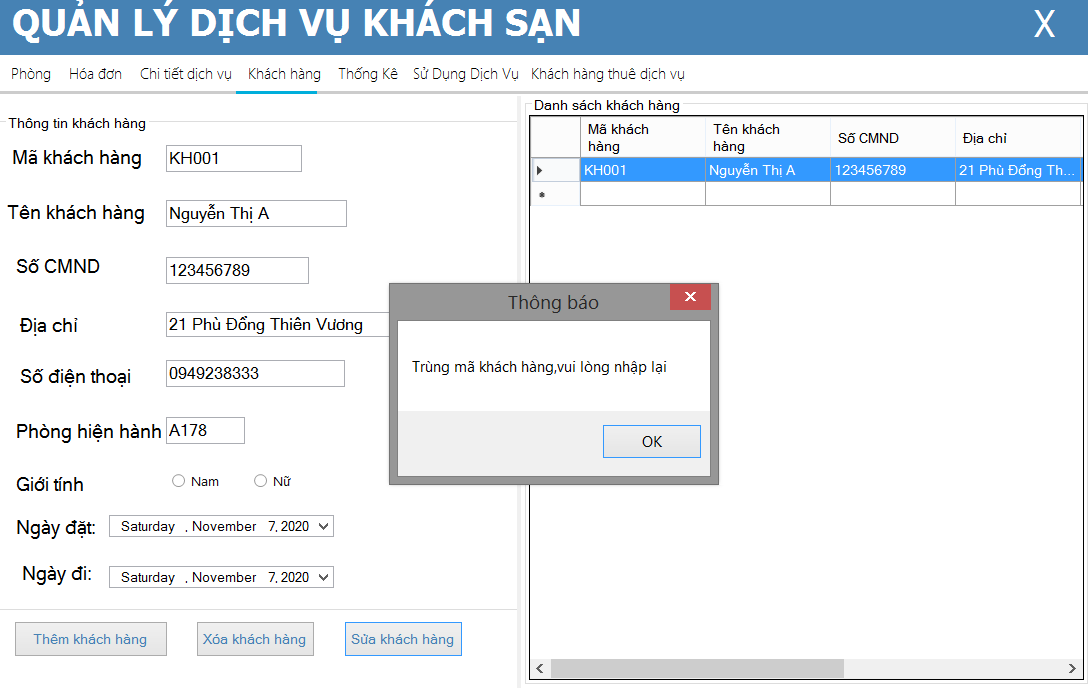 QUẢN LÝ DỊCH VỤ KHÁCH SẠN
X
Phòng Hóa đơn Chi tiết dịch vụ Khách hàng Thống Kê Sử Dụng Dịch Vụ Khách hàng thuê dịch vụ
Thông tin khách hàng
Mã khách hàng KH001
Tên khách hàng Nguyễn Thị A
Số CMND 123456789
Địa chỉ 21 Phù Đổng Thiên Vương
Số điện thoại 0949238333
Phòng hiện hành A178
Giới tính Nam Nữ
Ngày đặt: Saturday , November 7, 2020
Ngày đi: Saturday , November 7, 2020
Thêm khách hàng Xóa khách hàng Sửa khách hàng
Danh sách khách hàng
Mã khách hàng Tên khách hàng Số CMND Địa chỉ
KH001 Nguyễn Thị A 123456789 21 Phù Đổng Th...
Thông báo
Trùng mã khách hàng,vui lòng nhập lại
OK